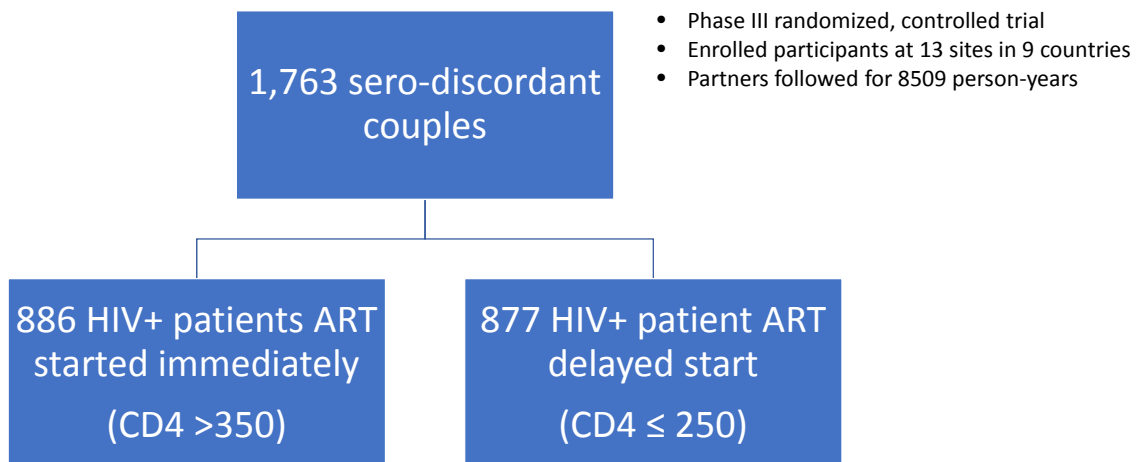 1,763 sero-discordant
couples
• Phase III randomized, controlled trial
• Enrolled participants at 13 sites in 9 countries
• Partners followed for 8509 person-years
886 HIV+ patients ART
started immediately
(CD4 >350)
877 HIV+ patient ART
delayed start
(CD4 ≤ 250)